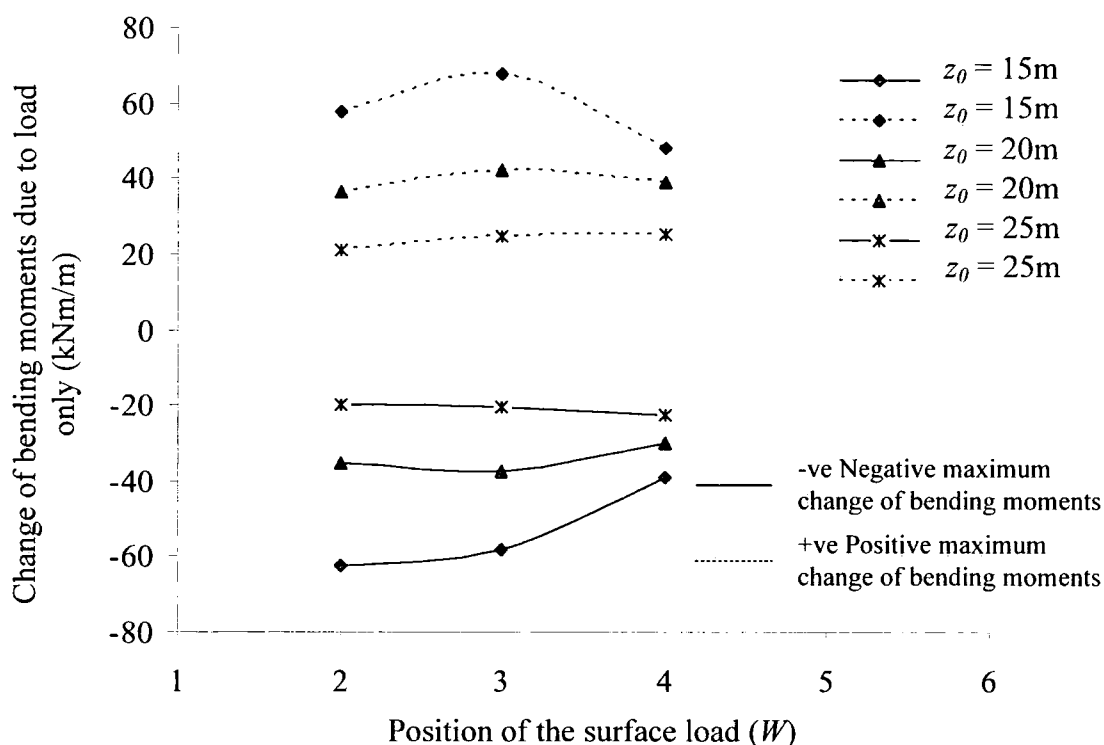 Change of bending moments due to load
only (kNm/m)
80
60
40
20
0
-20
-40
-60
-80
1 2 3 4 5 6
Position of the surface load (W)
z0 = 15m
z0 = 15m
z0 = 20m
z0 = 20m
z0 = 25m
z0 = 25m
-ve Negative maximum
change of bending moments
+ve Positive maximum
change of bending moments